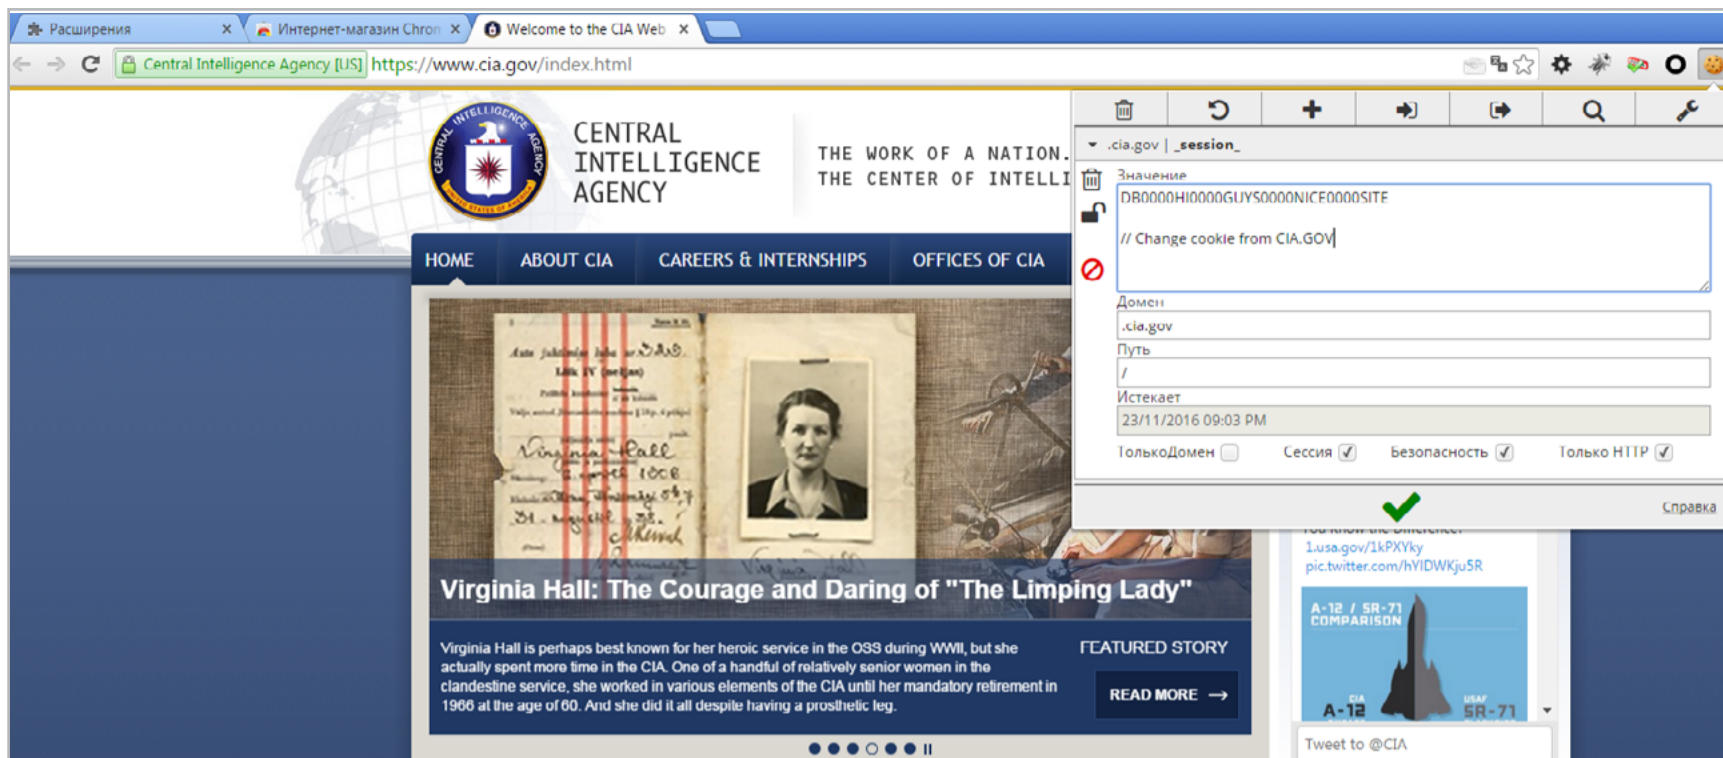 Расширения
Интернет-магазин Chron
Welcome to the CIA Web
Central Intelligence Agency [US]
https://www.cia.gov/index.html
CENTRAL
INTELLIGENCE
AGENCY
THE WORK OF A NATION.
THE CENTER OF INTELLI
HOME
ABOUT CIA
CAREERS & INTERNSHIPS
OFFICES OF CIA
.cia.gov | _session_
Значение
DB0000HI0000GUYS0000NICE0000SITE
// Change cookie from CIA.GOV
Домен
.cia.gov
Путь
/
Истекает
23/11/2016 09:03 PM
ТолькоДомен
Сессия
Безопасность
Только HTTP
Справка
Virginia Hall: The Courage and Daring of "The Limping Lady"
Virginia Hall is perhaps best known for her heroic service in the OSS during WWII, but she
actually spent more time in the CIA. One of a handful of relatively senior women in the
clandestine service, she worked in various elements of the CIA until her mandatory retirement in
1966 at the age of 60. And she did it all despite having a prosthetic leg.
FEATURED STORY
READ MORE →
You Know the Difference?
1.usa.gov/1kPXYky
pic.twitter.com/hYIDWKju5R
A-12 / SR-71
COMPARISON
CIA
A-12
USAF
SR-71
Tweet to @CIA